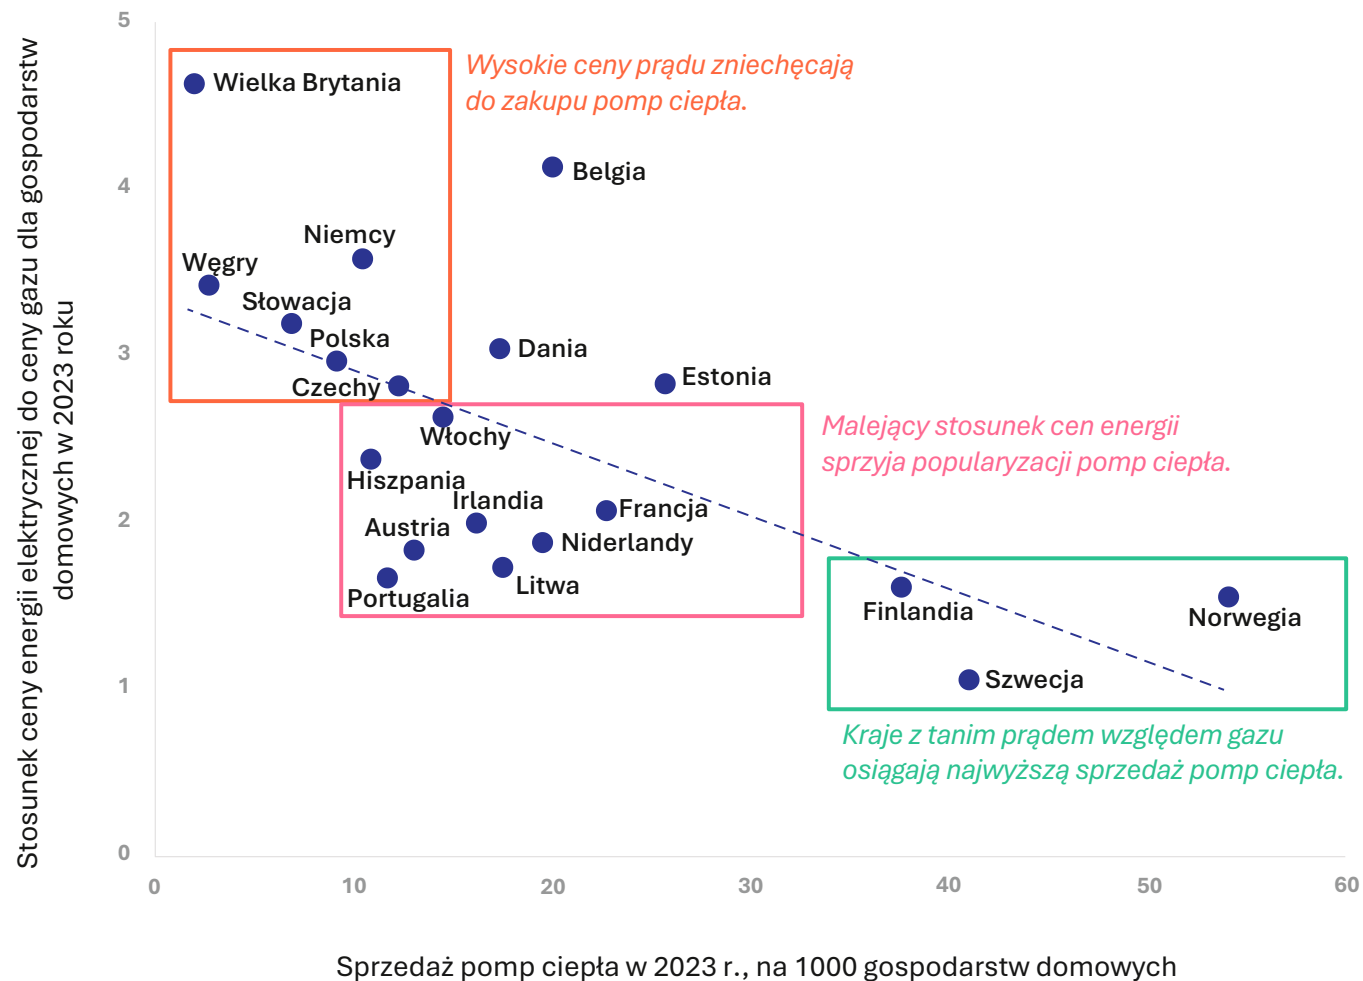 Stosunek ceny energii elektrycznej do ceny gazu dla gospodarstw
domowych w 2023 roku
5
4
3
2
1
0
Wysokie ceny prądu zniechęcają
do zakupu pomp ciepła.
Wielka Brytania
Belgia
Niemcy
Węgry
Słowacja
Polska
Czechy
Dania
Estonia
Malejący stosunek cen energii
sprzyja popularyzacji pomp ciepła.
Włochy
Hiszpania
Irlandia
Francja
Austria
Niderlandy
Litwa
Portugalia
Finlandia
Norwegia
Szwecja
Kraje z tanim prądem względem gazu
osiągają najwyższą sprzedaż pomp ciepła.
0
10
20
30
40
50
60
Sprzedaż pomp ciepła w 2023 r., na 1000 gospodarstw domowych